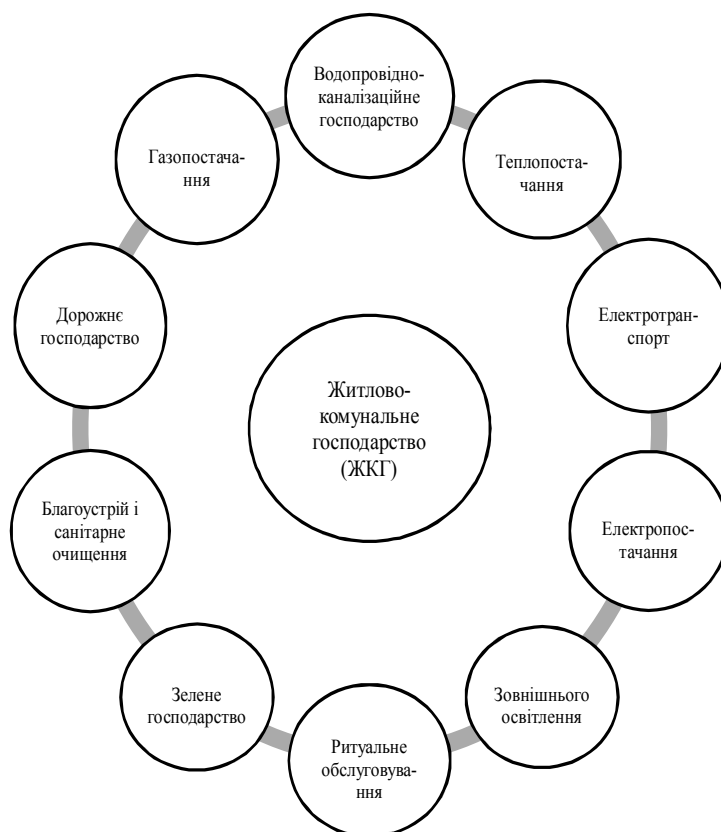 Водопровідно-
каналізаційне
господарство
Теплопоста-
чання
Електротран-
спорт
Електропос-
тачання
Зовнішнього
освітлення
Ритуальне
обслуговува-
ння
Зелене
господарство
Благоустрій і
санітарне
очищення
Дорожнє
господарство
Газопостача-
ння
Житлово-
комунальне
господарство
(ЖКГ)